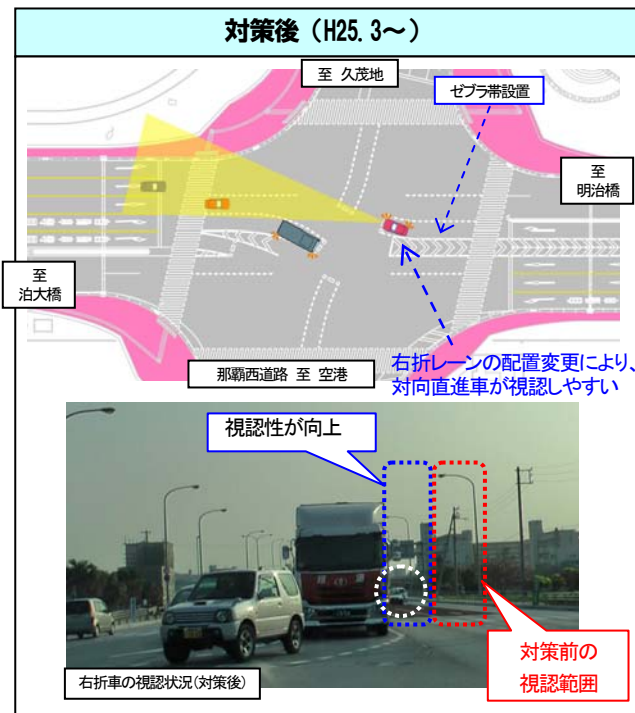 対策後（H25.3～）
至 久茂地
ゼブラ帯設置
至
明治橋
至
泊大橋
右折レーンの配置変更により、
対向直進車が視認しやすい
那覇西道路 至 空港
視認性が向上
対策前の
視認範囲
右折車の視認状況(対策後)